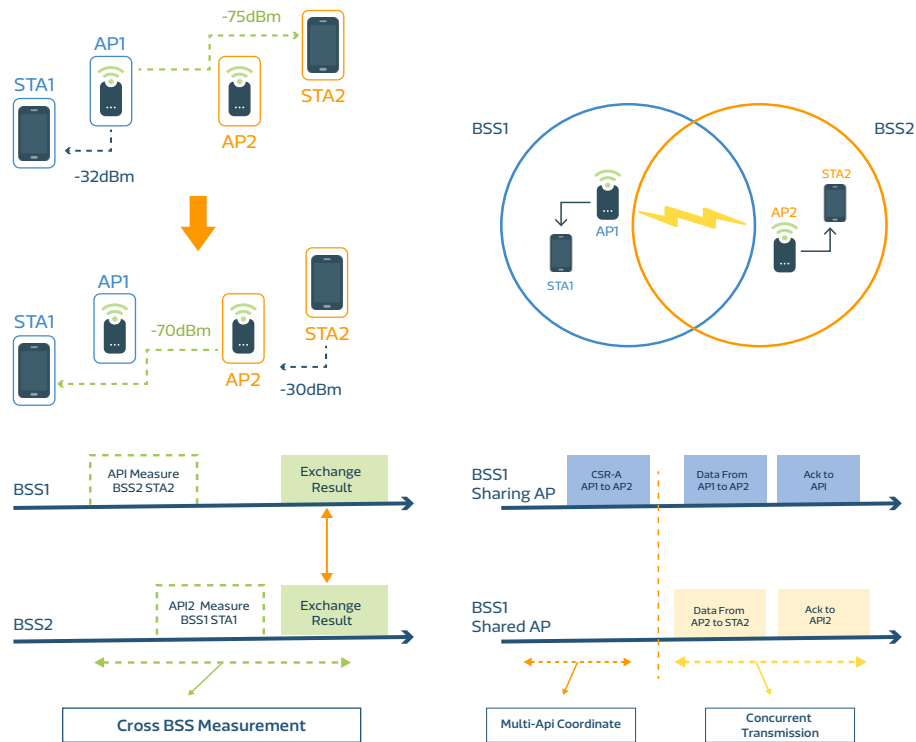 -75dBm
AP1
STA1
STA2
AP2
-32dBm
AP1
STA1
-70dBm
STA2
AP2
-30dBm
BSS1
BSS2
STA2
AP2
AP1
STA1
BSS1
API Measure
BSS2 STA2
Exchange
Result
BSS2
API2 Measure
BSS1 STA1
Exchange
Result
Cross BSS Measurement
BSS1
Sharing AP
CSR-A
AP1 to AP2
Data From
AP1 to AP2
Ack to
API
BSS1
Shared AP
Data From
AP2 to STA2
Ack to
API2
Multi-Api Coordinate
Concurrent
Transmission